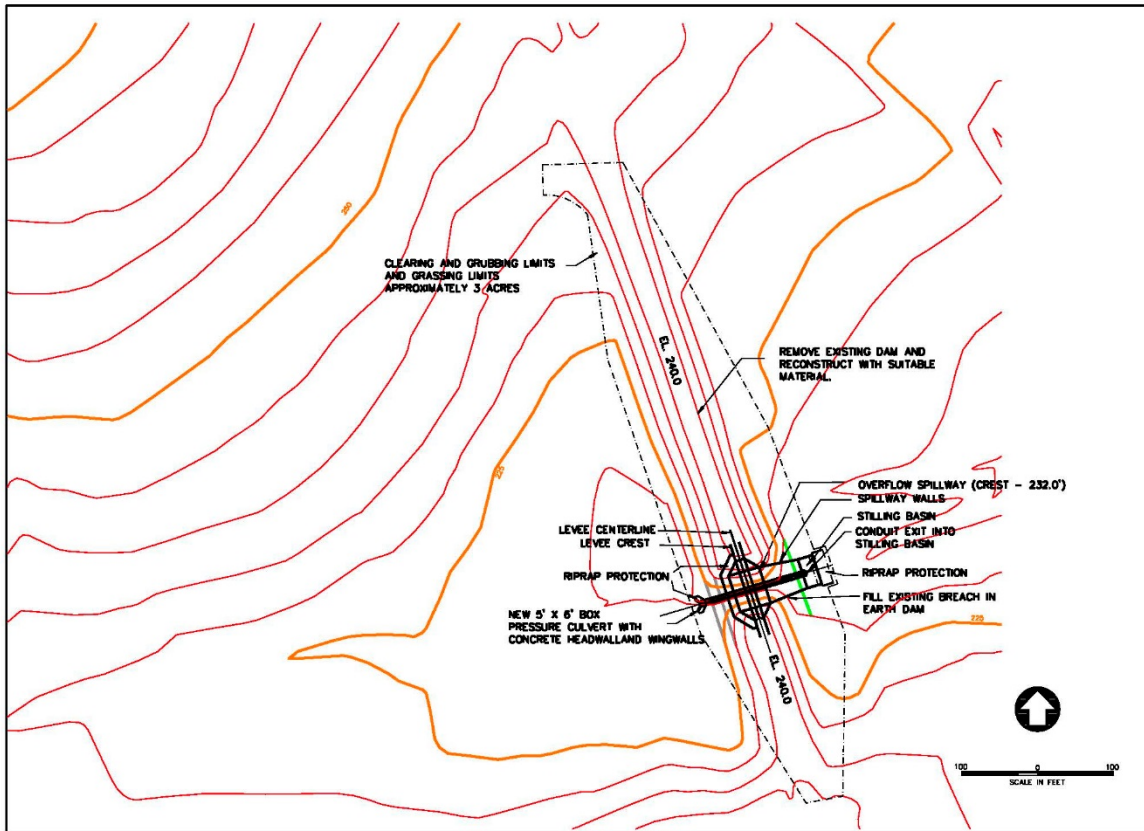 250
CLEARING AND GRUBBING LIMITS
AND GRASSING LIMITS
APPROXIMATELY 3 ACRES
EL. 240.0
REMOVE EXISTING DAM AND
RECONSTRUCT WITH SUITABLE
MATERIAL.
225
OVERFLOW SPILLWAY (CREST - 232.0')
SPILLWAY WALLS
STILLING BASIN
CONDUIT EXIT INTO
STILLING BASIN
LEVEE CENTERLINE
LEVEE CREST
RIPRAP PROTECTION
RIPRAP PROTECTION
FILL EXISTING BREACH IN
EARTH DAM
NEW 5' X 6' BOX
PRESSURE CULVERT WITH
CONCRETE HEADWALLAND WINGWALLS
225
EL. 240.0
100 0 100
SCALE IN FEET